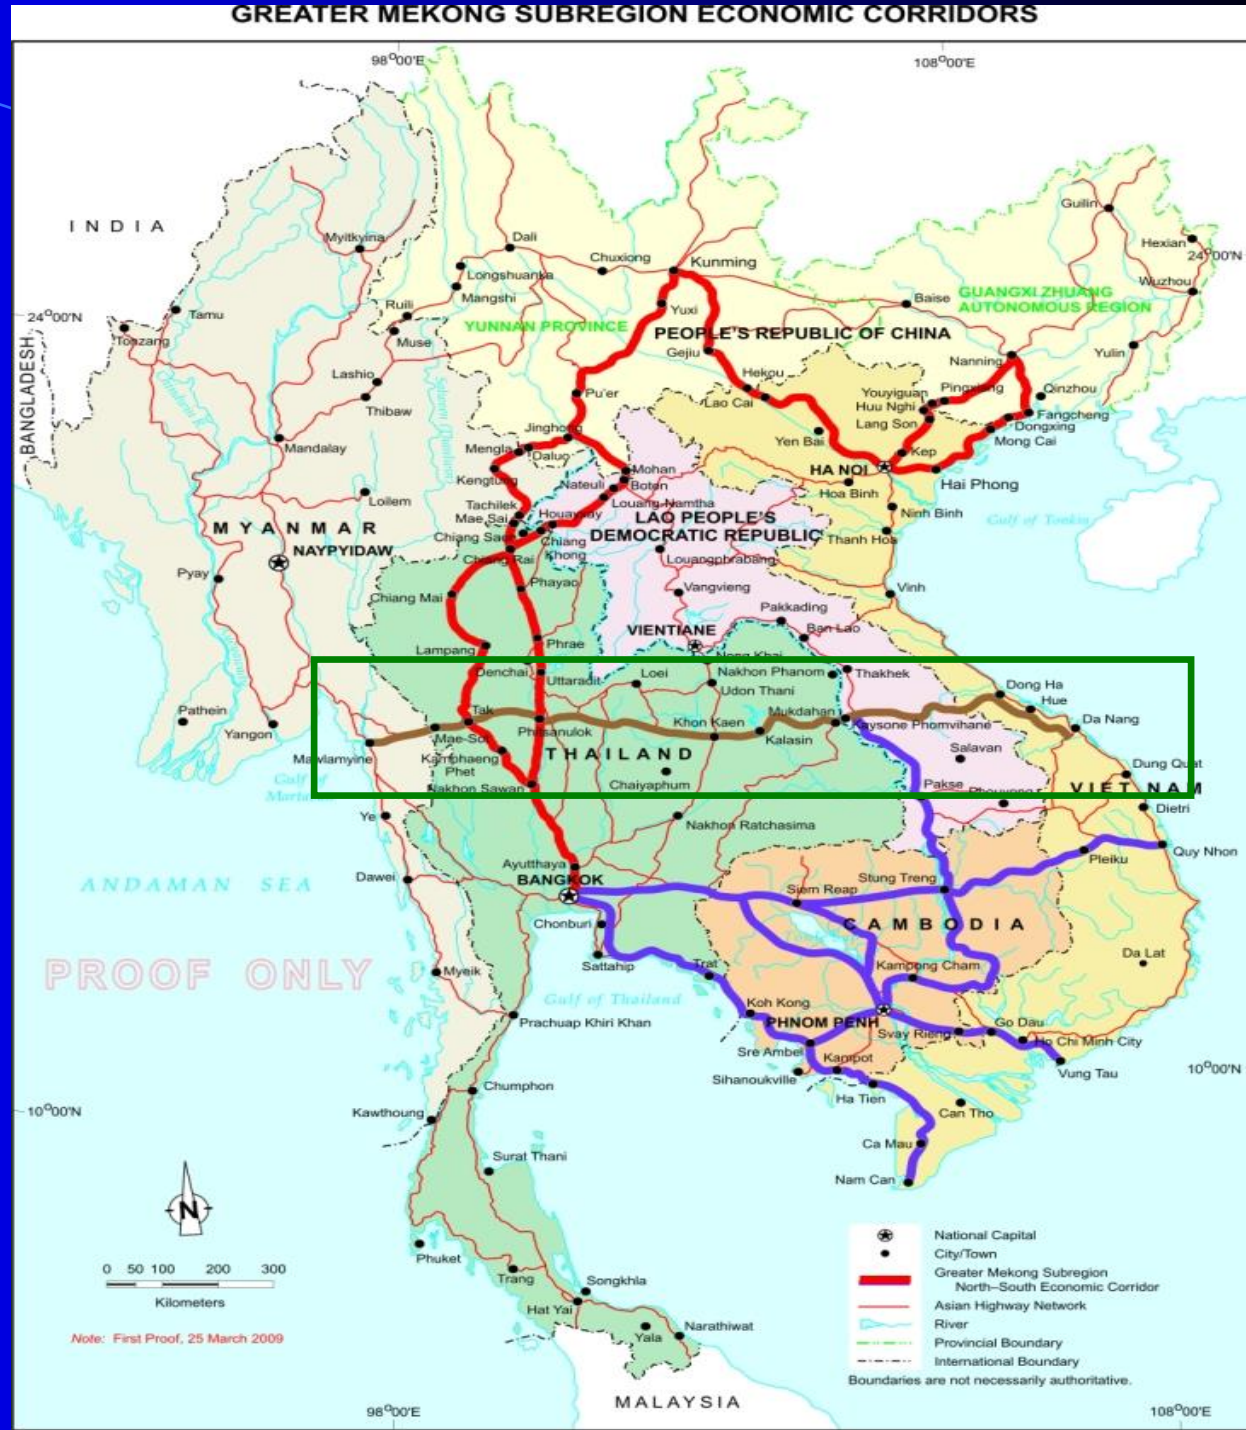 GREATER MEKONG SUBREGION ECONOMIC CORRIDORS
98°00'E
108°00'E
INDIA
Guilin
Hexian
24°00'N
Myitkyina
Dali
Chuxiong
Kunming
Longshuanka
Mangshi
Wuzhou
Baise
GUANGXI ZHUANG
AUTONOMOUS REGION
Tamu
Ruili
Yuxi
24°00'N
YUNNAN PROVINCE
PEOPLE'S REPUBLIC OF CHINA
Tonzang
Muse
Gejiu
Nanning
Yulin
BANGLADESH
Lashio
Hekou
Youyiguan
Pingxiang
Qinzhou
Thibaw
Pu'er
Lao Cai
Huu Nghi
Fangcheng
Lang Son
Dongxing
Jinghong
Yen Bai
Mong Cai
Mandalay
Mengla
Daluo
Kep
HA NOI
Mohan
Kengtung
Nateuli
Boten
Hoa Binh
Hai Phong
Loilem
Louang Namtha
Tachilek
Houayxay
Ninh Binh
Mae Sai
LAO PEOPLE'S
DEMOCRATIC REPUBLIC
Gulf of Tonkin
MYANMAR
Chiang Saen
Chiang
Khong
Thanh Hoa
NAYPYIDAW
Chiang Rai
Louangphrabang
Pyay
Phayao
Vangvieng
Vinh
Chiang Mai
Pakkading
VIENTIANE
Ban Lao
Lampang
Phrae
Nong Khai
Denchai
Uttaradit
Loei
Nakhon Phanom
Thakhek
Udon Thani
Dong Ha
Hue
Pathein
Yangon
Tak
Mae-Sot
Phitsanulok
Khon Kaen
Mukdahan
Kaysone Phomvihane
Da Nang
Kalasin
Mawlamyine
Kamphaeng
Phet
THAILAND
Salavan
Dung Quat
Gulf of
Chaiyaphum
Nakhon Sawan
Pakse
VIET NAM
Dietri
Ye
Nakhon Ratchasima
Pleiku
Quy Nhon
Ayutthaya
BANGKOK
Dawei
ANDAMAN SEA
Siem Reap
Stung Treng
CAMBODIA
Chonburi
Da Lat
PROOF ONLY
Sattahip
Trat
Kampong Cham
Myeik
Gulf of Thailand
Koh Kong
Prachuap Khiri Khan
PHNOM PENH
Svay Rieng
Go Dau
Ho Chi Minh City
Sre Ambel
Kampot
Vung Tau
10°00'N
Sihanoukville
Chumphon
Ha Tien
Can Tho
10°00'N
Kawthoung
Ca Mau
Surat Thani
Nam Can
N
Phuket
Trang
Songkhla
Hat Yai
Yala
Narathiwat
MALAYSIA
0 50 100 200 300
Kilometers
Note: First Proof, 25 March 2009
National Capital
City/Town
Greater Mekong Subregion
North–South Economic Corridor
Asian Highway Network
River
Provincial Boundary
International Boundary
Boundaries are not necessarily authoritative.
98°00'E
108°00'E